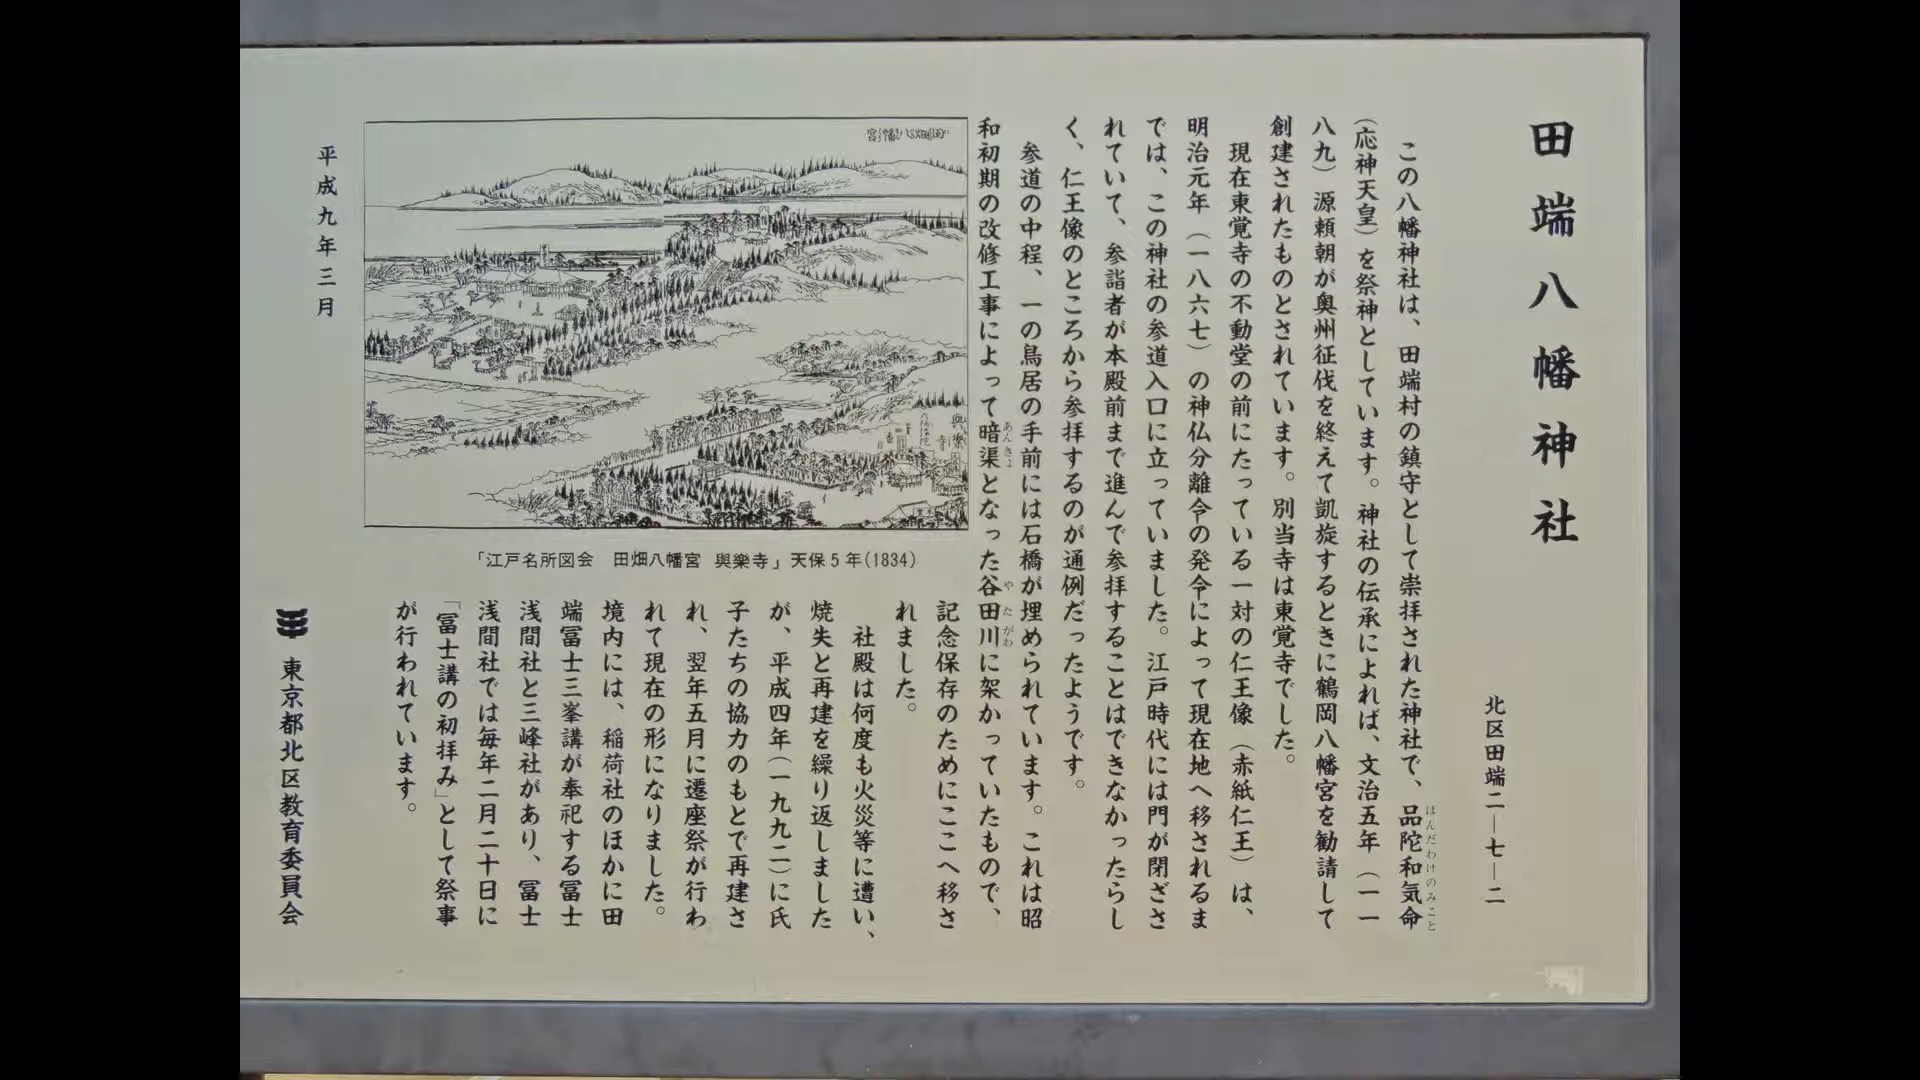 田端八幡神社
北区田端二―七―二
この八幡神社は、田端村の鎮守として崇拝された神社で、品陀和気命
ほんだわけのみこと
(応神天皇)を祭神としています。神社の伝承によれば、文治五年(一一
八九)源頼朝が奥州征伐を終えて凱旋するときに鶴岡八幡宮を勧請して
創建されたものとされています。別当寺は東覚寺でした。
現在東覚寺の不動堂の前にたっている一対の仁王像(赤紙仁王)は、
明治元年(一八六七)の神仏分離令の発令によって現在地へ移されるま
では、この神社の参道入口に立っていました。江戸時代には門が閉ざさ
れていて、参詣者が本殿前まで進んで参拝することはできなかったらし
く、仁王像のところから参拝するのが通例だったようです。
参道の中程、一の鳥居の手前には石橋が埋められています。これは昭
和初期の改修工事によって暗渠となった谷田川に架かっていたもので、
あんきょ
やたがわ
記念保存のためにここへ移さ
れました。
社殿は何度も火災等に遭い、
焼失と再建を繰り返しました
が、平成四年(一九九二)に氏
子たちの協力のもとで再建さ
れ、翌年五月に遷座祭が行わ
れて現在の形になりました。
境内には、稲荷社のほかに田
端冨士三峯講が奉祀する冨士
浅間社と三峰社があり、冨士
浅間社では毎年二月二十日に
「冨士講の初拝み」として祭事
が行われています。
「江戸名所図会 田畑八幡宮 與樂寺」天保5年(1834)
平成九年三月
東京都北区教育委員会